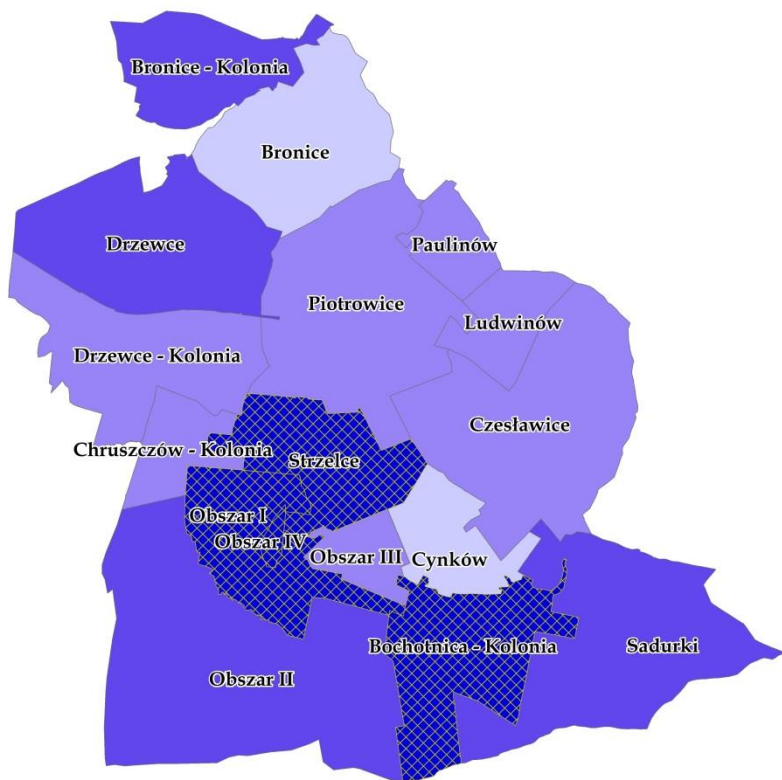 Bronice - Kolonia
Bronice
Drzewce
Paulinów
Piotrowice
Ludwinów
Drzewce - Kolonia
Czesławice
Chruszczów - Kolonia
Strzelce
Obszar I
Obszar IV
Obszar III
Cynków
Bochotnica - Kolonia
Sadurki
Obszar II